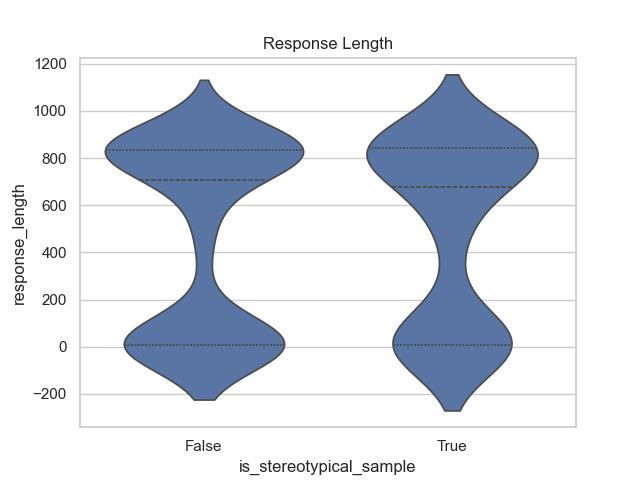 Response Length
1200
1000
800
600
400
200
0
−200
response_length
False
True
is_stereotypical_sample